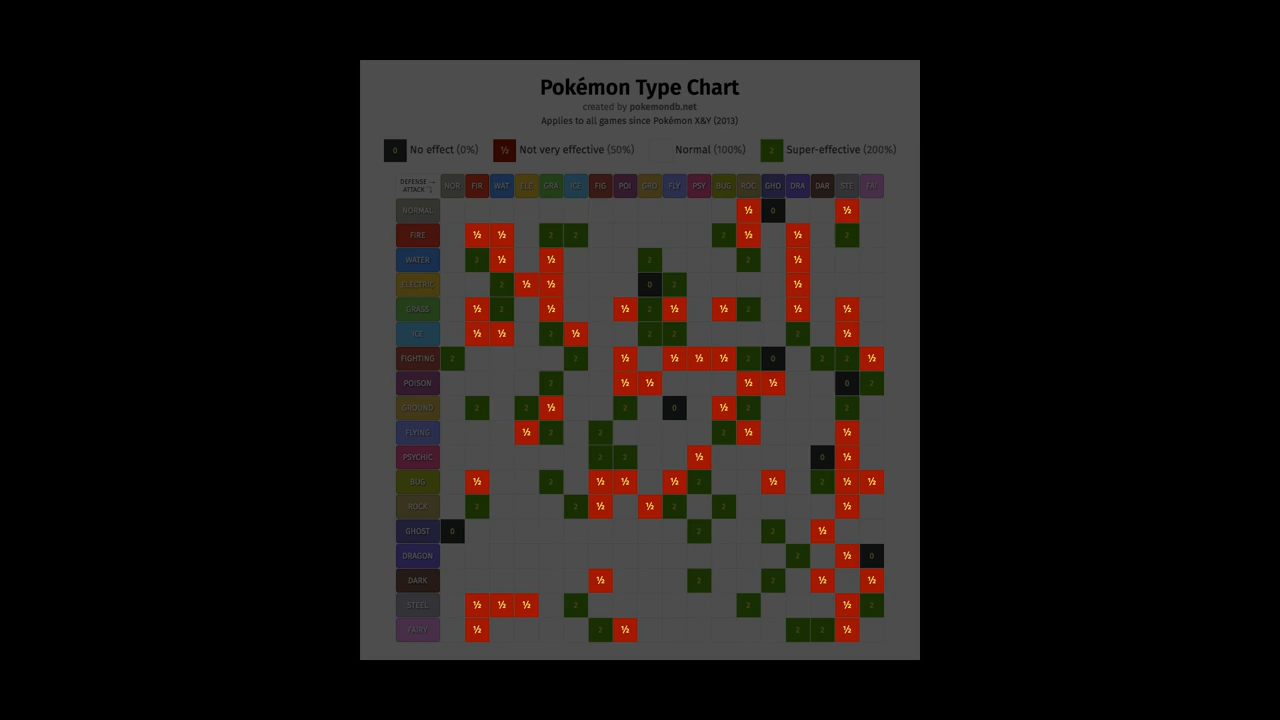 Pokémon Type Chart
created by pokemondb.net
Applies to all games since Pokémon X&Y (2013)
0 No effect (0%) ½ Not very effective (50%) Normal (100%) 2 Super-effective (200%)
DEFENSE → NOR FIR WAT ELE GRA ICE FIG POI GRO FLY PSY BUG ROC GHO DRA DAR STE FAI
ATTACK ⤵
NORMAL ½ 0 ½
FIRE ½ ½ 2 2 2 ½ ½ 2
WATER 2 ½ ½ 2 2 ½
ELECTRIC 2 ½ ½ 0 2 ½
GRASS ½ 2 ½ ½ 2 ½ ½ 2 ½ ½
ICE ½ ½ 2 ½ 2 2 2 ½
FIGHTING 2 2 ½ ½ ½ ½ 2 0 2 2 ½
POISON 2 ½ ½ ½ ½ 0 2
GROUND 2 2 ½ 2 0 ½ 2 2
FLYING ½ 2 2 2 ½ ½
PSYCHIC 2 2 ½ 0 ½
BUG ½ 2 ½ ½ ½ 2 ½ 2 ½ ½
ROCK 2 2 ½ ½ 2 2 ½
GHOST 0 2 2 ½
DRAGON 2 ½ 0
DARK ½ 2 2 ½ ½
STEEL ½ ½ ½ 2 2 ½ 2
FAIRY ½ 2 ½ 2 2 ½